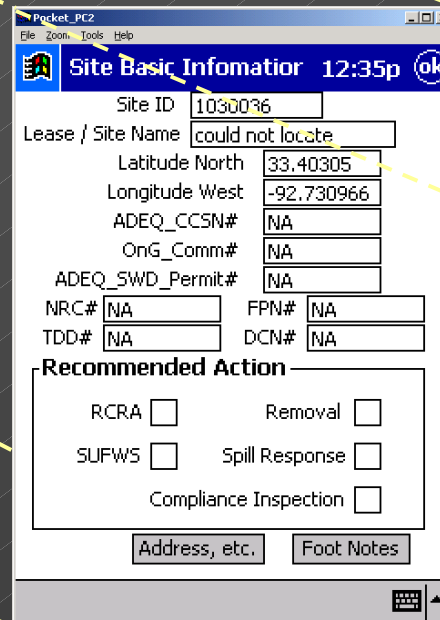 Pocket_PC2
File Zoom Tools Help
Site Basic Infomatior 12:35p ok
Site ID 1030036
Lease / Site Name could not locate
Latitude North 33.40305
Longitude West -92.730966
ADEQ_CCSN# NA
OnG_Comm# NA
ADEQ_SWD_Permit# NA
NRC# NA FPN# NA
TDD# NA DCN# NA
Recommended Action
RCRA Removal
SUFWS Spill Response
Compliance Inspection
Address, etc. Foot Notes